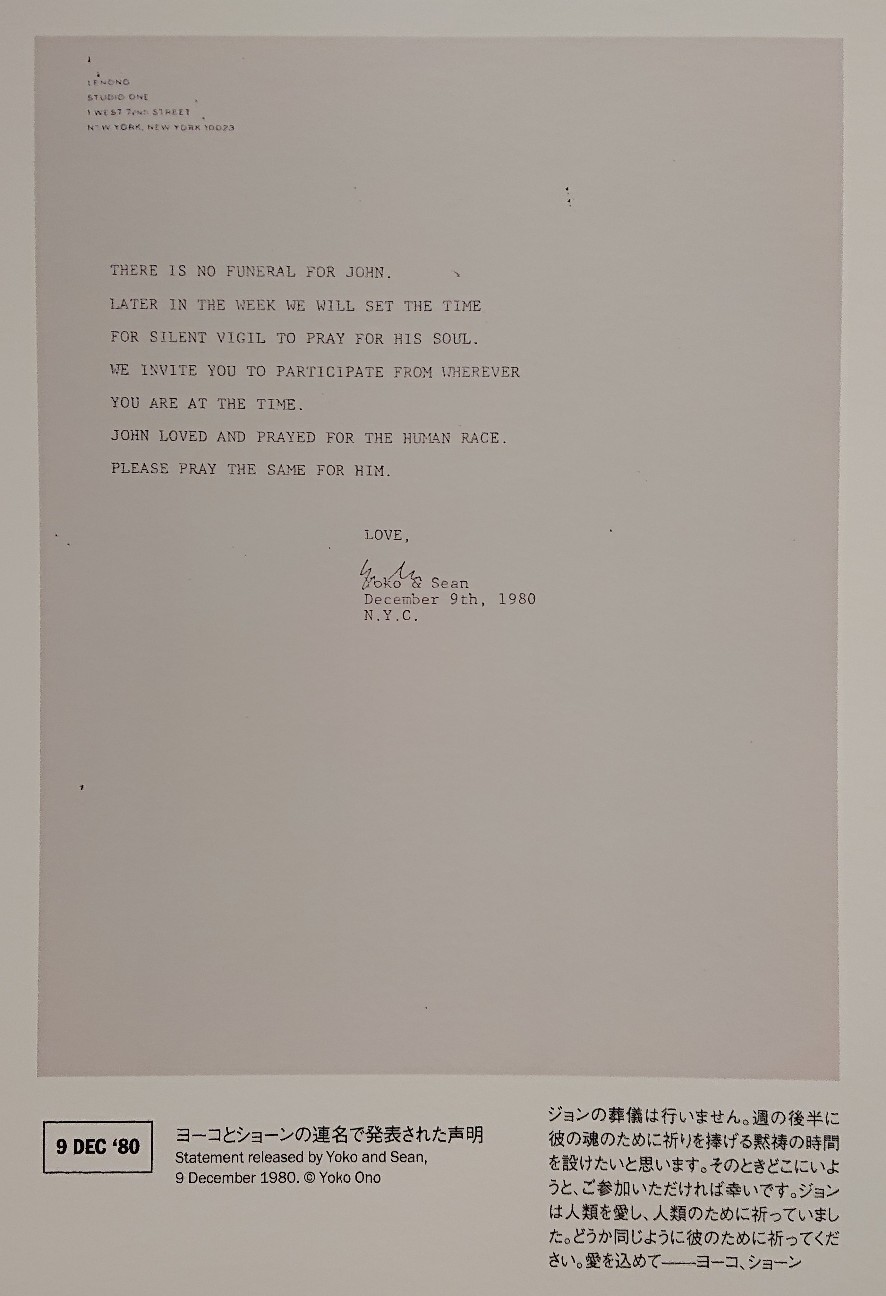 LENONO
STUDIO ONE
1 WEST 72ND STREET
NEW YORK, NEW YORK 10023
THERE IS NO FUNERAL FOR JOHN.
LATER IN THE WEEK WE WILL SET THE TIME
FOR SILENT VIGIL TO PRAY FOR HIS SOUL.
WE INVITE YOU TO PARTICIPATE FROM WHEREVER
YOU ARE AT THE TIME.
JOHN LOVED AND PRAYED FOR THE HUMAN RACE.
PLEASE PRAY THE SAME FOR HIM.
LOVE,
Yoko & Sean
December 9th, 1980
N.Y.C.
9 DEC ‘80
ヨーコとショーンの連名で発表された声明
Statement released by Yoko and Sean,
9 December 1980. © Yoko Ono
ジョンの葬儀は行いません。週の後半に
彼の魂のために祈りを捧げる黙祷の時間
を設けたいと思います。そのときどこにいよ
うと、ご参加いただければ幸いです。ジョン
は人類を愛し、人類のために祈っていまし
た。どうか同じように彼のために祈ってくだ
さい。愛を込めて——ヨーコ、ショーン